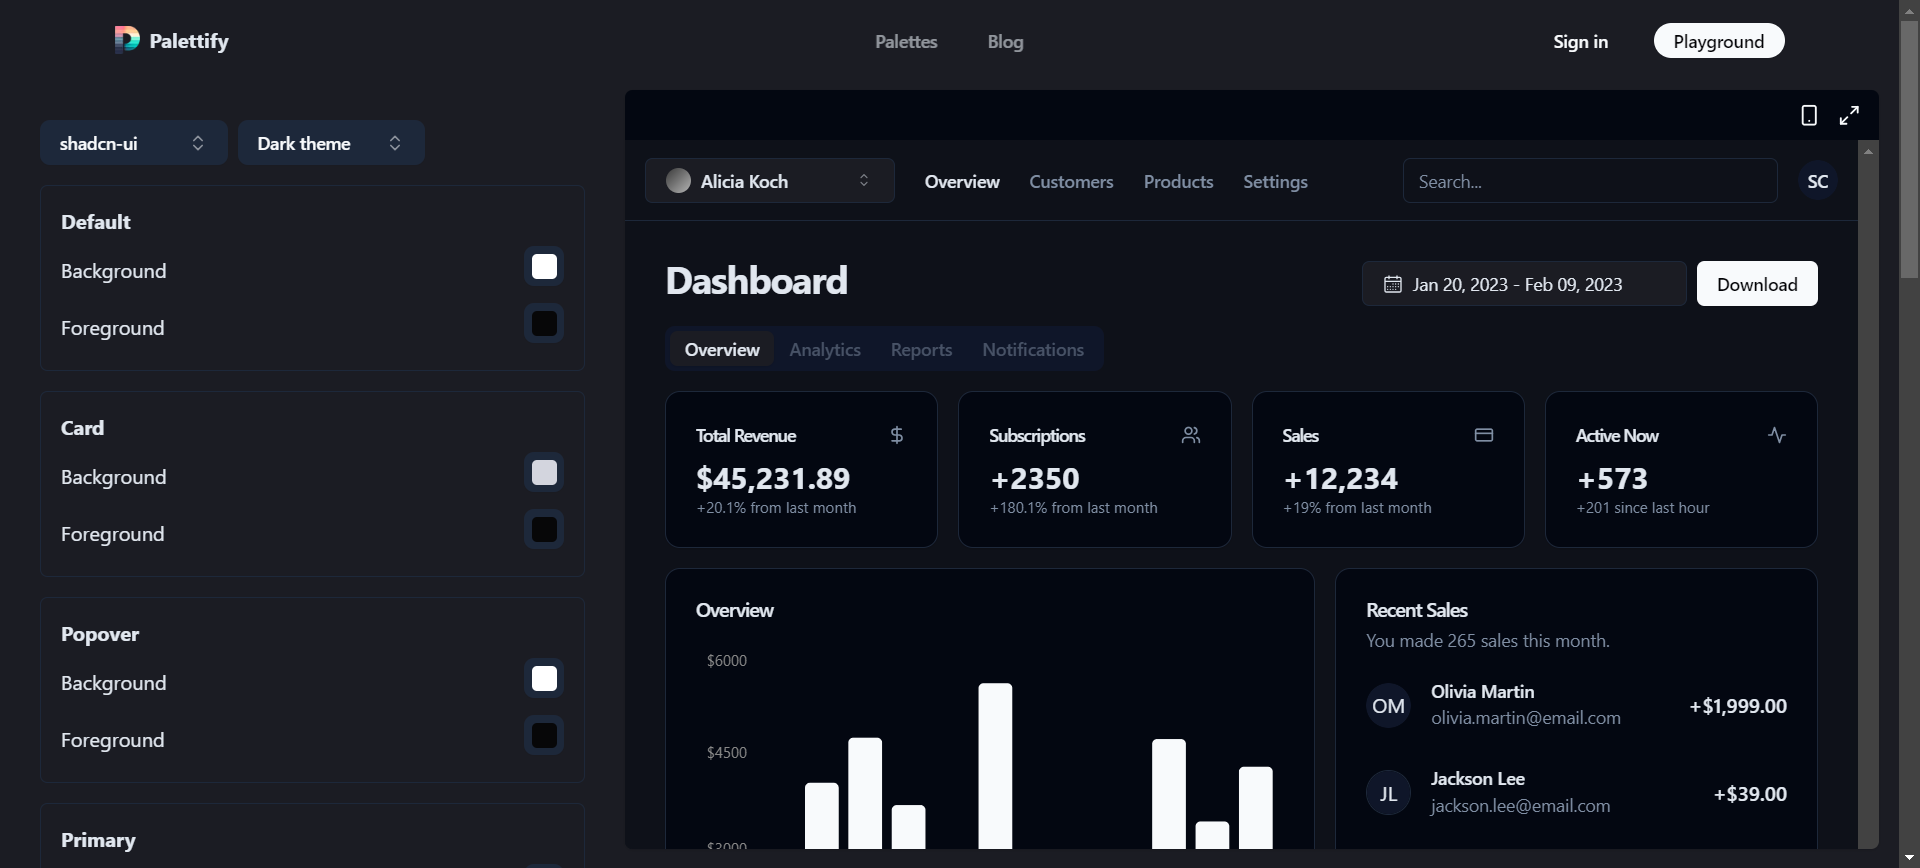 Palettify
Palettes
Blog
Sign in
Playground
shadcn-ui
Dark theme
Default
Background
Foreground
Card
Background
Foreground
Popover
Background
Foreground
Primary
Alicia Koch
Overview
Customers
Products
Settings
Search...
SC
Dashboard
Jan 20, 2023 - Feb 09, 2023
Download
Overview
Analytics
Reports
Notifications
Total Revenue
$45,231.89
+20.1% from last month
Subscriptions
+2350
+180.1% from last month
Sales
+12,234
+19% from last month
Active Now
+573
+201 since last hour
Overview
$6000
$4500
$3000
Recent Sales
You made 265 sales this month.
OM
Olivia Martin
olivia.martin@email.com
+$1,999.00
JL
Jackson Lee
jackson.lee@email.com
+$39.00